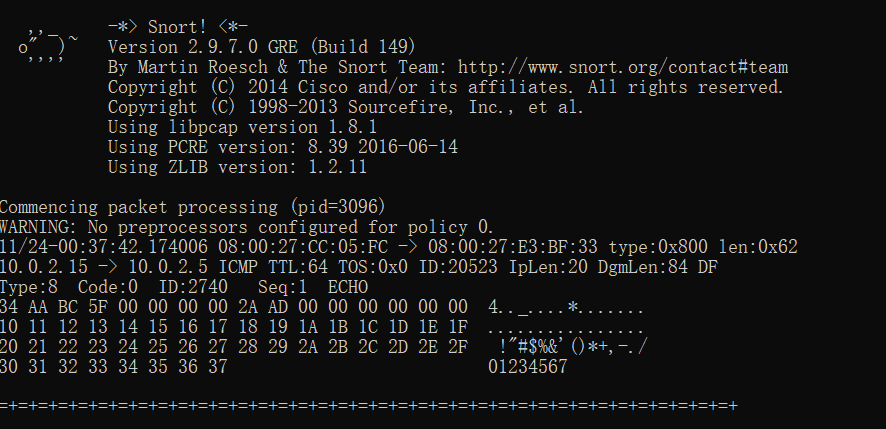 ,,_     -*> Snort! <*-
  o"  )~   Version 2.9.7.0 GRE (Build 149)
   ''''    By Martin Roesch & The Snort Team: http://www.snort.org/contact#team
           Copyright (C) 2014 Cisco and/or its affiliates. All rights reserved.
           Copyright (C) 1998-2013 Sourcefire, Inc., et al.
           Using libpcap version 1.8.1
           Using PCRE version: 8.39 2016-06-14
           Using ZLIB version: 1.2.11
Commencing packet processing (pid=3096)
WARNING: No preprocessors configured for policy 0.
11/24-00:37:42.174006 08:00:27:CC:05:FC -> 08:00:27:E3:BF:33 type:0x800 len:0x62
10.0.2.15 -> 10.0.2.5 ICMP TTL:64 TOS:0x0 ID:20523 IpLen:20 DgmLen:84 DF
Type:8  Code:0  ID:2740   Seq:1  ECHO
34 AA BC 5F 00 00 00 00 2A AD 00 00 00 00 00 00  4.._....*.......
10 11 12 13 14 15 16 17 18 19 1A 1B 1C 1D 1E 1F  ................
20 21 22 23 24 25 26 27 28 29 2A 2B 2C 2D 2E 2F   !"#$%&'()*+,-./
30 31 32 33 34 35 36 37                          01234567
=+=+=+=+=+=+=+=+=+=+=+=+=+=+=+=+=+=+=+=+=+=+=+=+=+=+=+=+=+=+=+=+=+=+=+=+=+